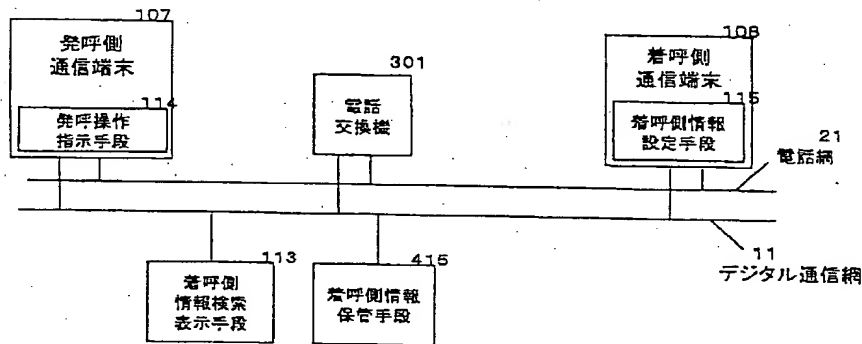 107
発呼側
通信端末
114
発呼操作
指示手段
301
電話
交換機
108
着呼側
通信端末
115
着呼側情報
設定手段
21
電話網
11
デジタル通信網
113
着呼側
情報検索
表示手段
415
着呼側情報
保管手段